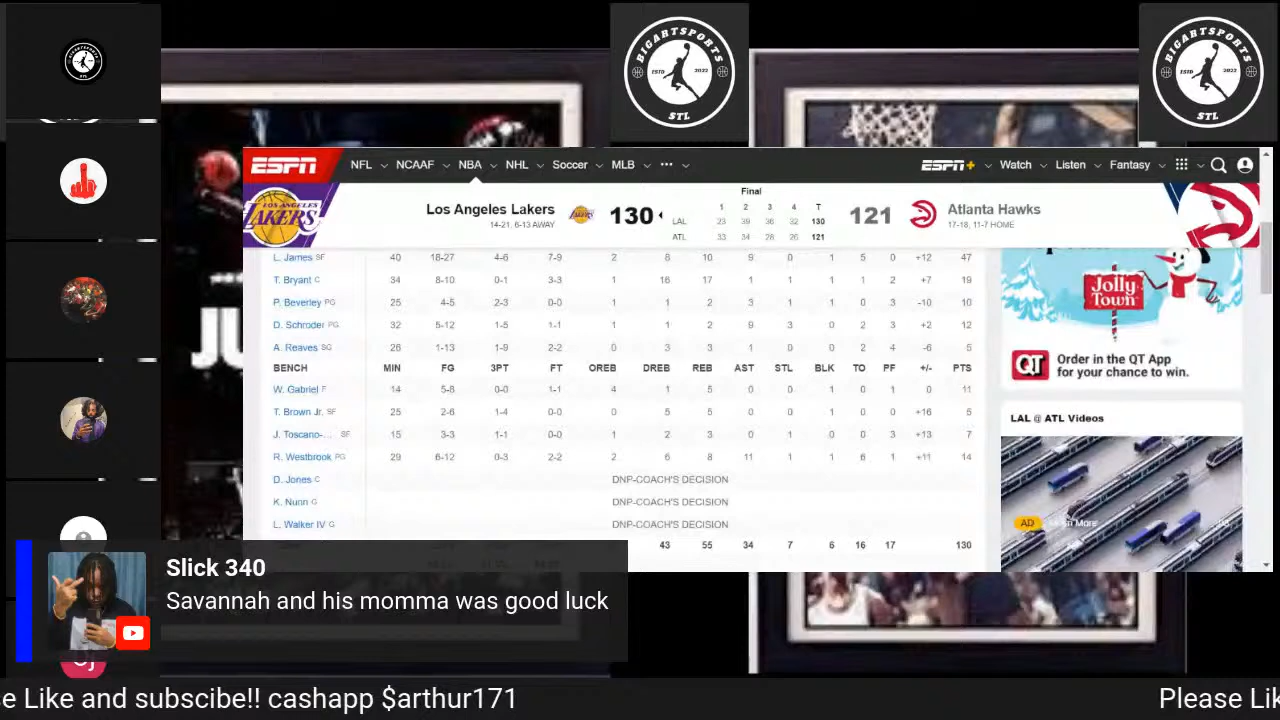 BIGARTSPORTS
ESTD 2022
STL
BIGARTSPORTS
ESTD 2022
STL
ESPN NFL NCAAF NBA NHL Soccer MLB ESPN+ Watch Listen Fantasy
LOS ANGELES LAKERS
Los Angeles Lakers 130 121 Atlanta Hawks
14-21, 6-13 AWAY 17-18, 11-7 HOME
Final
1 2 3 4 T
LAL 23 39 36 32 130
ATL 33 34 28 26 121
L. James SF 40 18-27 4-6 7-9 2 8 10 9 0 1 5 0 +12 47
T. Bryant C 34 8-10 0-1 3-3 1 16 17 1 1 1 1 2 +7 19
P. Beverley PG 25 4-5 2-3 0-0 1 1 2 3 1 1 0 3 -10 10
D. Schroder PG 32 5-12 1-5 1-1 1 1 2 9 3 0 2 3 +2 12
A. Reaves SG 26 1-13 1-9 2-2 0 3 3 1 0 0 2 4 -6 5
BENCH MIN FG 3PT FT OREB DREB REB AST STL BLK TO PF +/- PTS
W. Gabriel F 14 5-8 0-0 1-1 4 1 5 0 0 1 0 1 0 11
T. Brown Jr. SF 25 2-6 1-4 0-0 0 5 5 0 0 1 0 0 +16 5
J. Toscano-... SF 15 3-3 1-1 0-0 1 2 3 0 1 0 0 3 +13 7
R. Westbrook PG 29 6-12 0-3 2-2 2 6 8 11 1 1 6 1 +11 14
D. Jones C DNP-COACH'S DECISION
K. Nunn G DNP-COACH'S DECISION
L. Walker IV G DNP-COACH'S DECISION
43 55 34 7 6 16 17 130
Jolly
Town
QT
Order in the QT App
for your chance to win.
LAL @ ATL Videos
AD
JU
Slick 340
Savannah and his momma was good luck
e Like and subscibe!! cashapp $arthur171 Please Lik